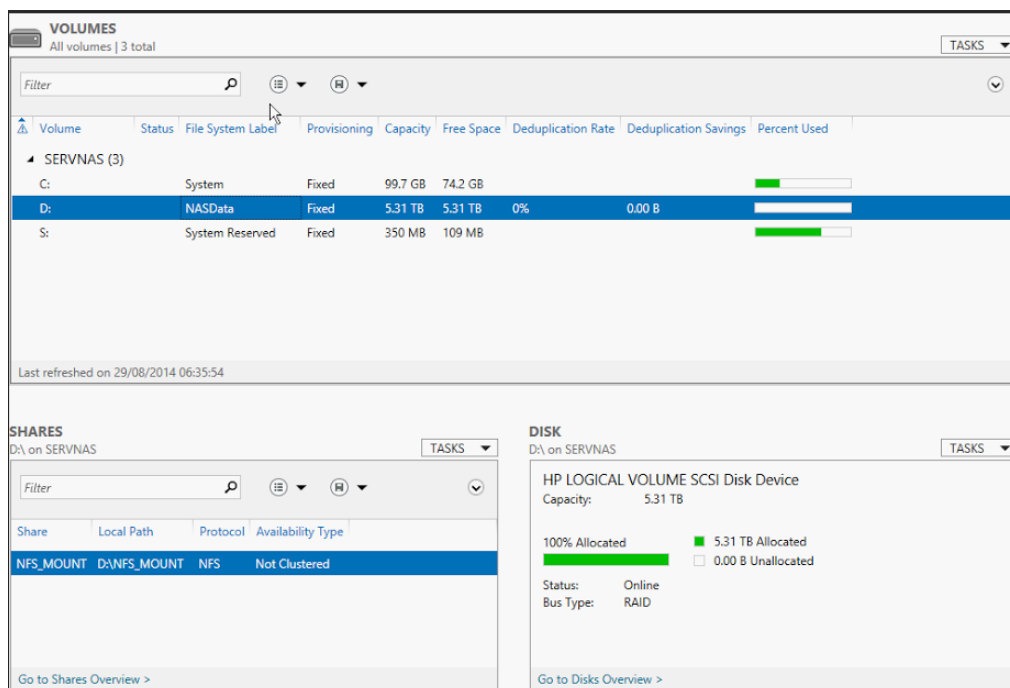 VOLUMES
All volumes | 3 total
TASKS
Filter
Volume Status File System Label Provisioning Capacity Free Space Deduplication Rate Deduplication Savings Percent Used
SERVNAS (3)
C: System Fixed 99.7 GB 74.2 GB
D: NASData Fixed 5.31 TB 5.31 TB 0% 0.00 B
S: System Reserved Fixed 350 MB 109 MB
Last refreshed on 29/08/2014 06:35:54
SHARES
D:\ on SERVNAS
TASKS
Filter
Share Local Path Protocol Availability Type
NFS_MOUNT D:\NFS_MOUNT NFS Not Clustered
Go to Shares Overview >
DISK
D:\ on SERVNAS
TASKS
HP LOGICAL VOLUME SCSI Disk Device
Capacity: 5.31 TB
100% Allocated 5.31 TB Allocated
0.00 B Unallocated
Status: Online
Bus Type: RAID
Go to Disks Overview >